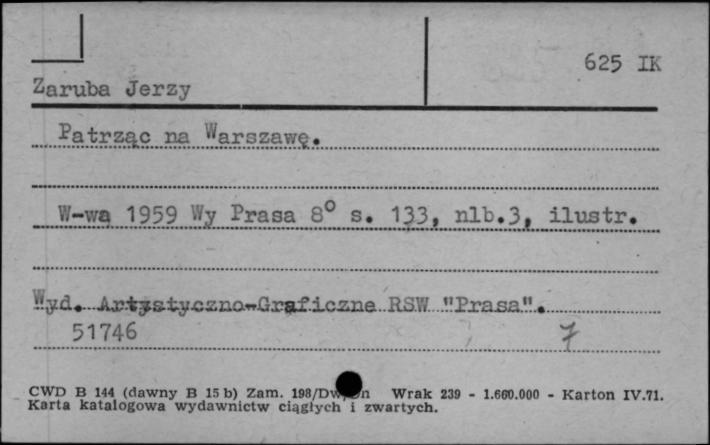 625 IK
Zaruba Jerzy
Patrząc na Warszawę.
W-wa 1959 Wy Prasa 8° s. 133, nlb.3, ilustr.
Wyd. Artystyczno-Graficzne RSW "Prasa".
51746 7
CWD B 144 (dawny B 15 b) Zam. 198/Dw/ Wrak 239 - 1.660.000 - Karton IV.71.
Karta katalogowa wydawnictw ciągłych i zwartych.